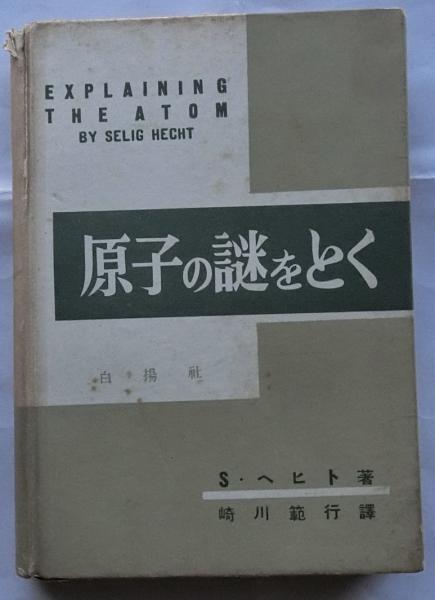 EXPLAINING
THE ATOM
BY SELIG HECHT
原子の謎をとく
白揚社
S・ヘヒト著
崎川範行譯